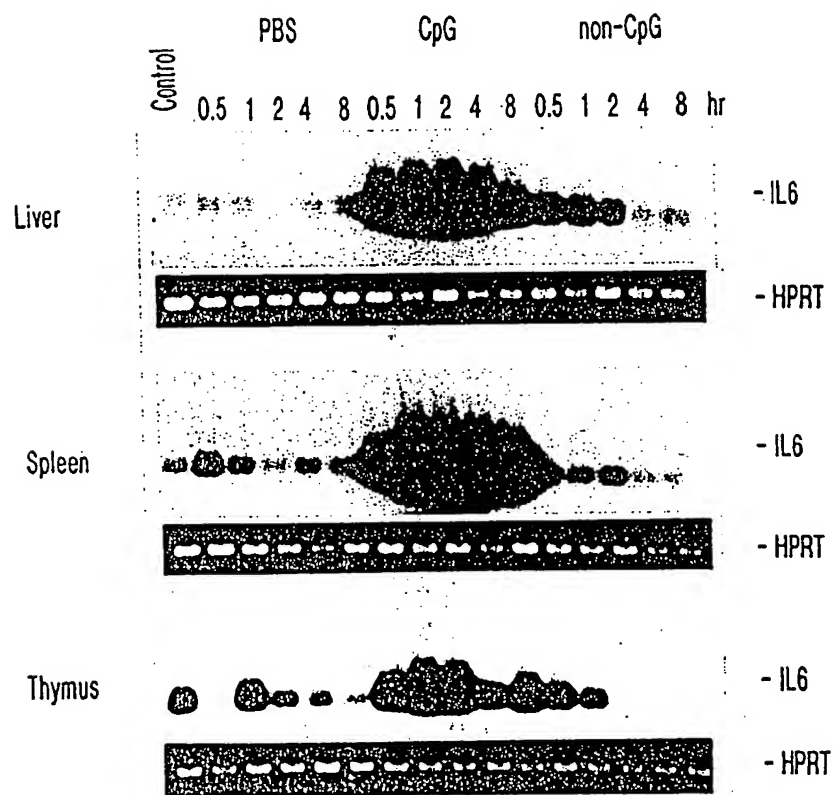 PBS CpG non-CpG
Control 0.5 1 2 4 8 0.5 1 2 4 8 0.5 1 2 4 8 hr
Liver - IL6
- HPRT
Spleen - IL6
- HPRT
Thymus - IL6
- HPRT